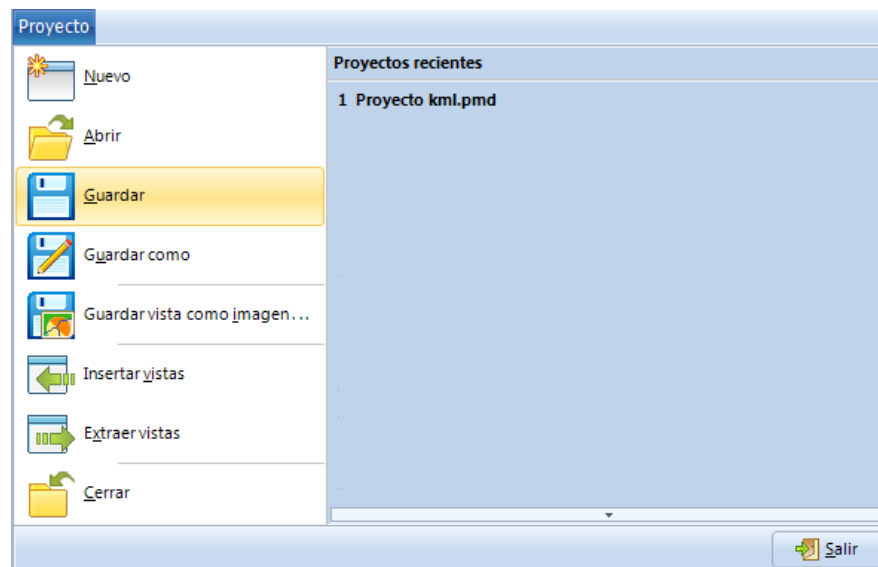 Proyecto
Nuevo
Abrir
Guardar
Guardar como
Guardar vista como imagen...
Insertar vistas
Extraer vistas
Cerrar
Proyectos recientes
1 Proyecto kml.pmd
Salir